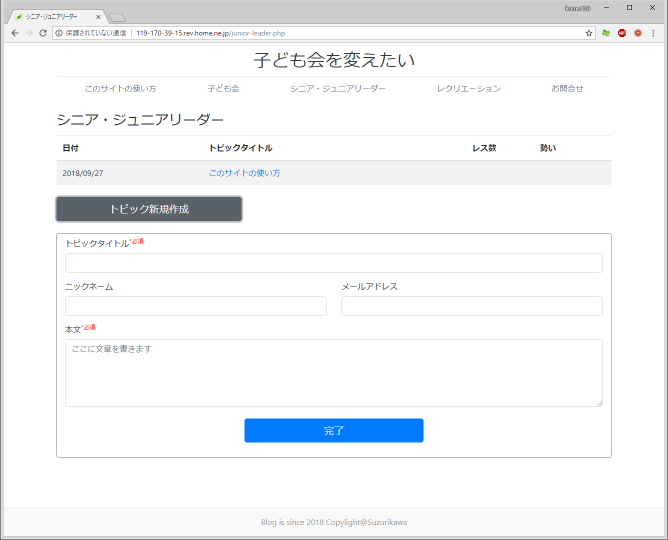 シニア・ジュニアリーダー
保護されていない通信 | 119-170-39-15.rev.home.ne.jp/junior-leader.php
子ども会を変えたい
このサイトの使い方 子ども会 シニア・ジュニアリーダー レクリエーション お問合せ
シニア・ジュニアリーダー
日付 トピックタイトル レス数 勢い
2018/09/27 このサイトの使い方
トピック新規作成
トピックタイトル*必須
ニックネーム メールアドレス
本文*必須
ここに文章を書きます
完了
Blog is since 2018 Copylight@Suzurikawa